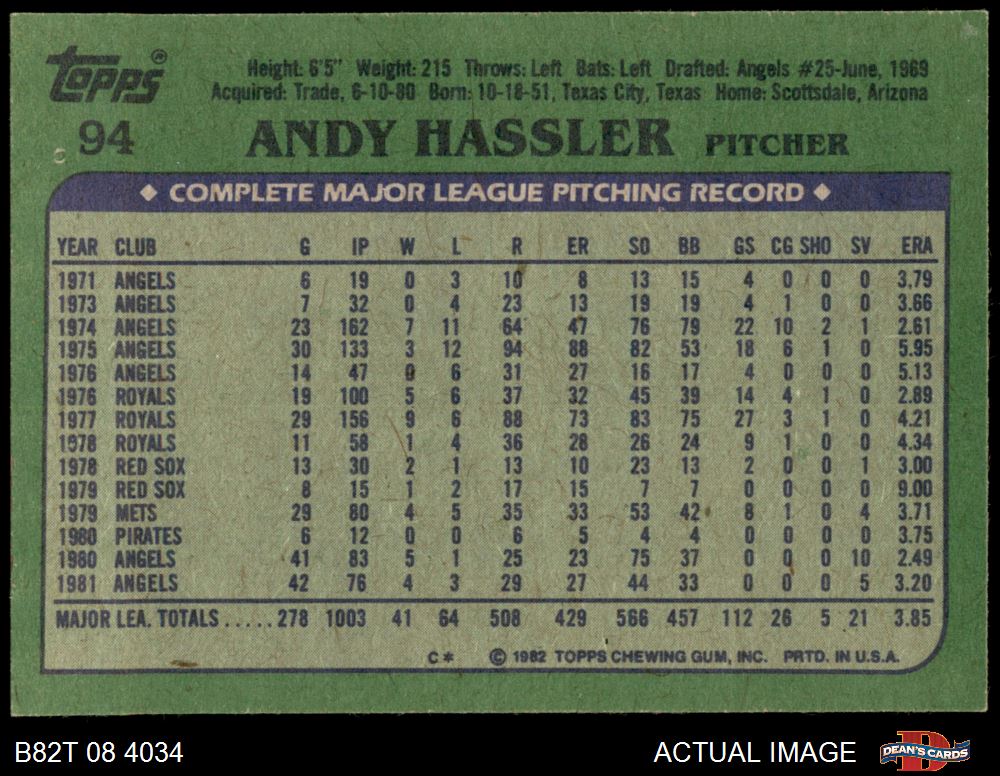 Topps®
Height: 6'5" Weight: 215 Throws: Left Bats: Left Drafted: Angels #25-June, 1969
Acquired: Trade, 6-10-80 Born: 10-18-51, Texas City, Texas Home: Scottsdale, Arizona
94 ANDY HASSLER PITCHER
◆ COMPLETE MAJOR LEAGUE PITCHING RECORD ◆
YEAR CLUB G IP W L R ER SO BB GS CG SHO SV ERA
1971 ANGELS 6 19 0 3 10 8 13 15 4 0 0 0 3.79
1973 ANGELS 7 32 0 4 23 13 19 19 4 1 0 0 3.66
1974 ANGELS 23 162 7 11 64 47 76 79 22 10 2 1 2.61
1975 ANGELS 30 133 3 12 94 88 82 53 18 6 1 0 5.95
1976 ANGELS 14 47 0 6 31 27 16 17 4 0 0 0 5.13
1976 ROYALS 19 100 5 6 37 32 45 39 14 4 1 0 2.89
1977 ROYALS 29 156 9 6 88 73 83 75 27 3 1 0 4.21
1978 ROYALS 11 58 1 4 36 28 26 24 9 1 0 0 4.34
1978 RED SOX 13 30 2 1 13 10 23 13 2 0 0 1 3.00
1979 RED SOX 8 15 1 2 17 15 7 7 0 0 0 0 9.00
1979 METS 29 80 4 5 35 33 53 42 8 1 0 4 3.71
1980 PIRATES 6 12 0 0 6 5 4 4 0 0 0 0 3.75
1980 ANGELS 41 83 5 1 25 23 75 37 0 0 0 10 2.49
1981 ANGELS 42 76 4 3 29 27 44 33 0 0 0 5 3.20
MAJOR LEA. TOTALS.....278 1003 41 64 508 429 566 457 112 26 5 21 3.85
C* © 1982 TOPPS CHEWING GUM, INC. PRTD. IN U.S.A.
B82T 08 4034 ACTUAL IMAGE DEAN'S CARDS